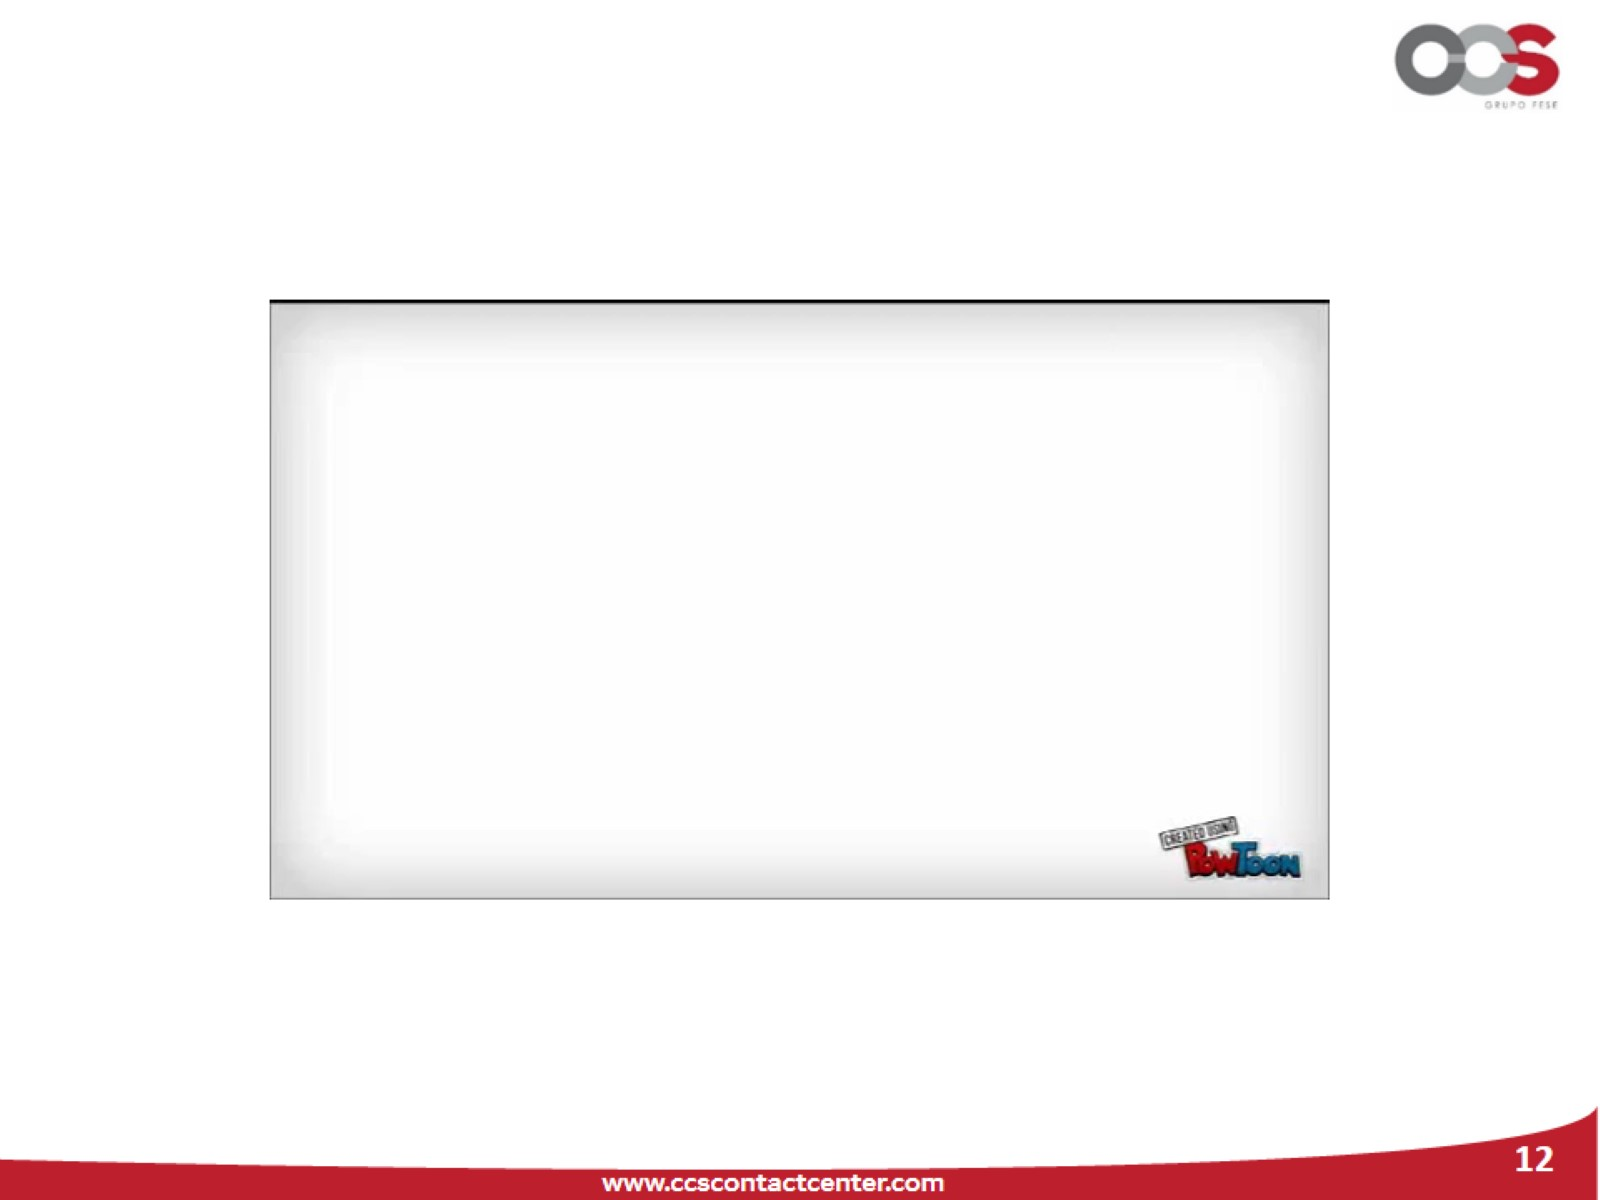 CCS
GRUPO FESE
CREATED USING
POWTOON
12
www.ccscontactcenter.com